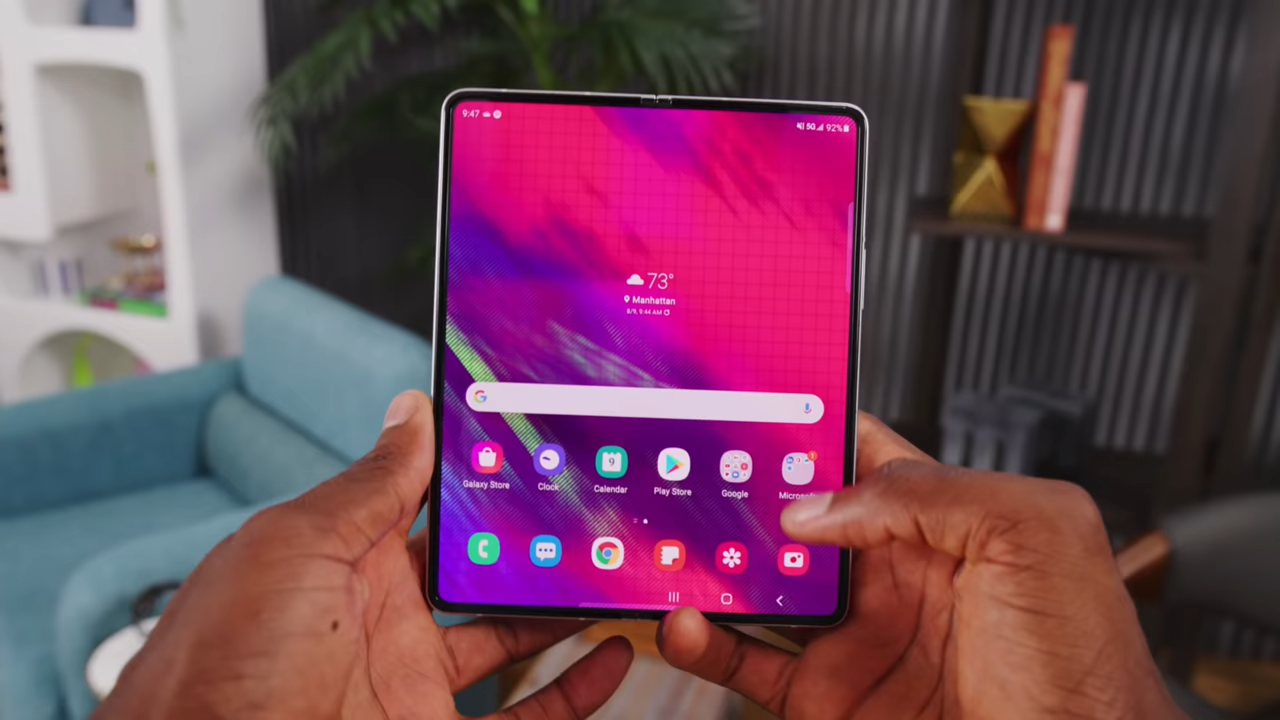 9:47
5G 92%
73°
Manhattan
8/9, 9:44 AM
Galaxy Store
Clock
9
Calendar
Play Store
Google